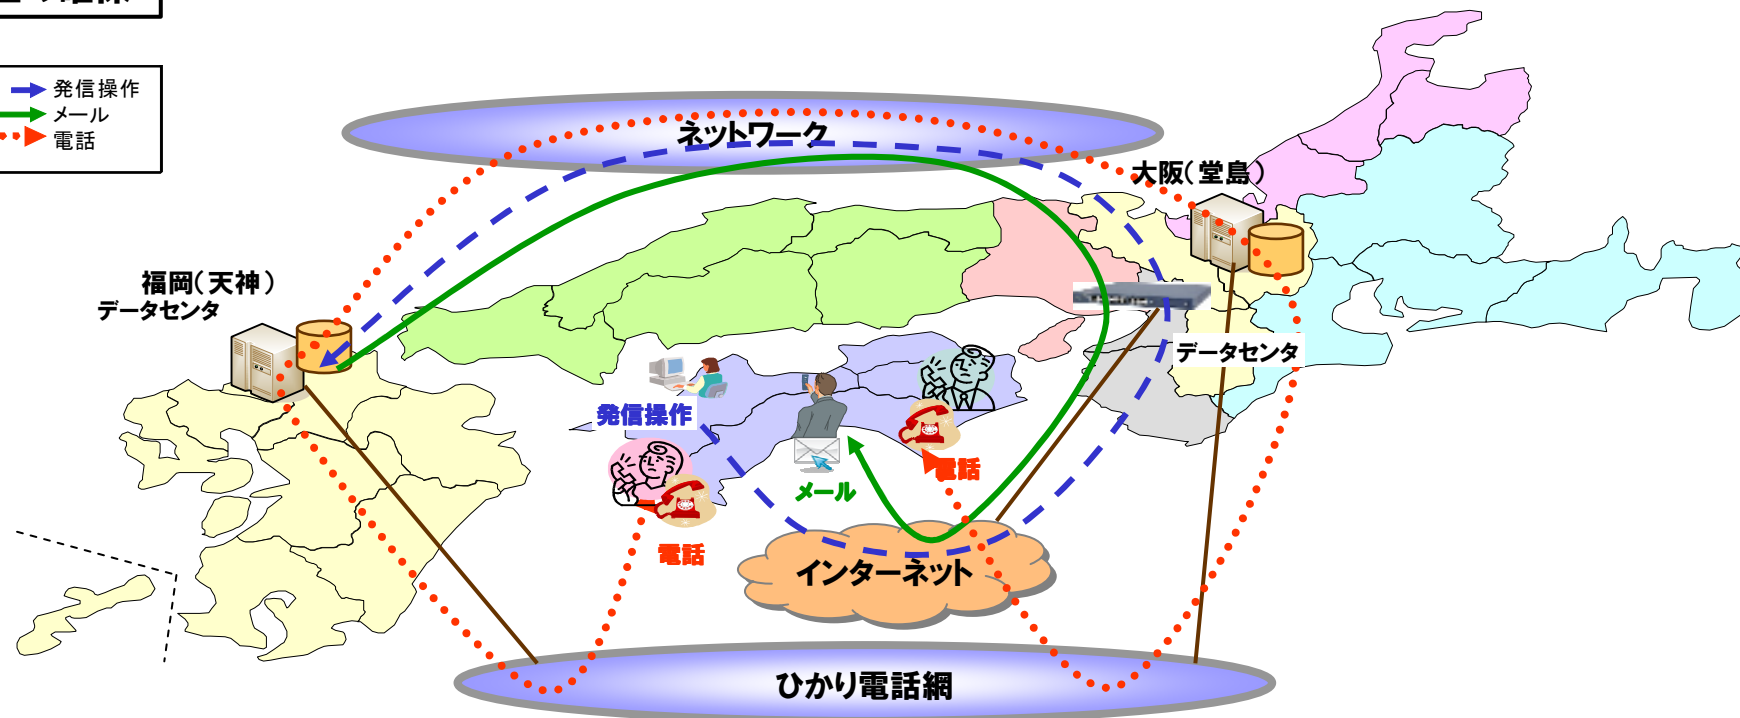 発信操作
メール
電話
ネットワーク
大阪（堂島）
福岡（天神）
データセンタ
データセンタ
発信操作
メール
電話
電話
インターネット
ひかり電話網